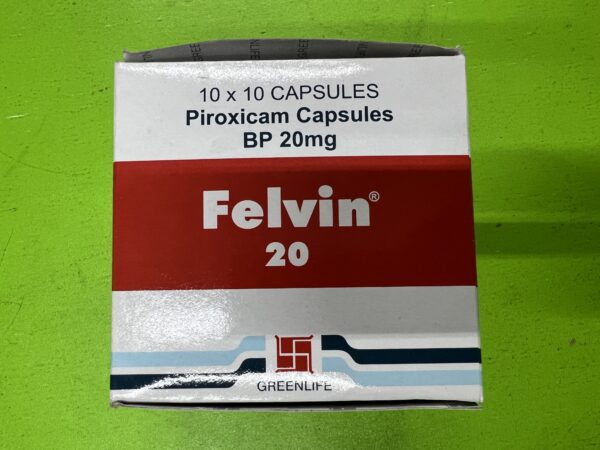 10 x 10 CAPSULES
Piroxicam Capsules
BP 20mg
Felvin®
20
GREENLIFE